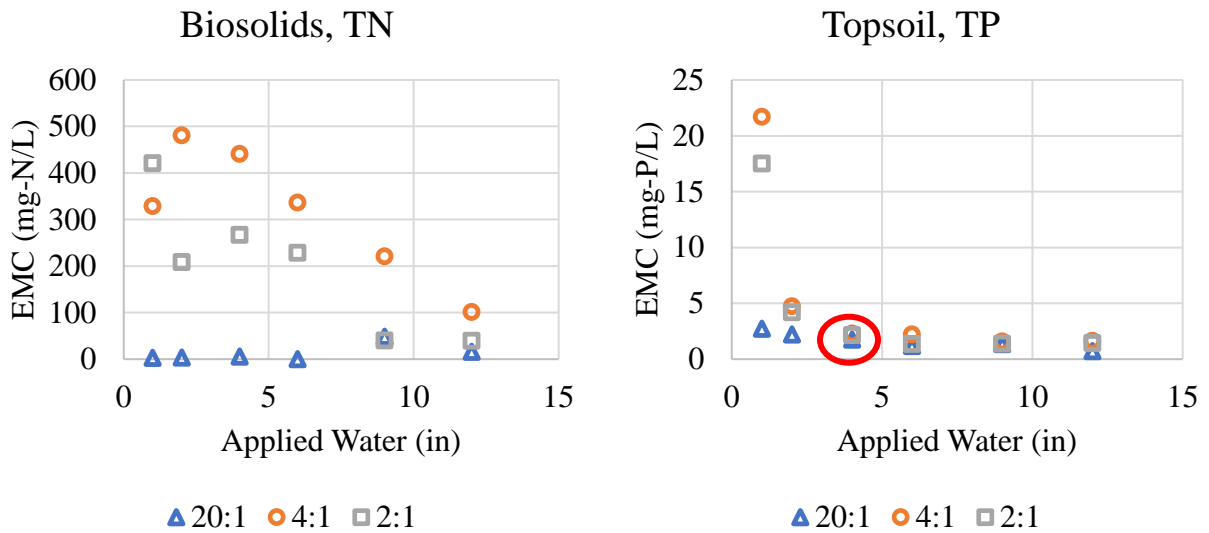 Biosolids, TN
EMC (mg-N/L)
600
500
400
300
200
100
0
0 5 10 15
Applied Water (in)
20:1 4:1 2:1
Topsoil, TP
EMC (mg-P/L)
25
20
15
10
5
0
0 5 10 15
Applied Water (in)
20:1 4:1 2:1